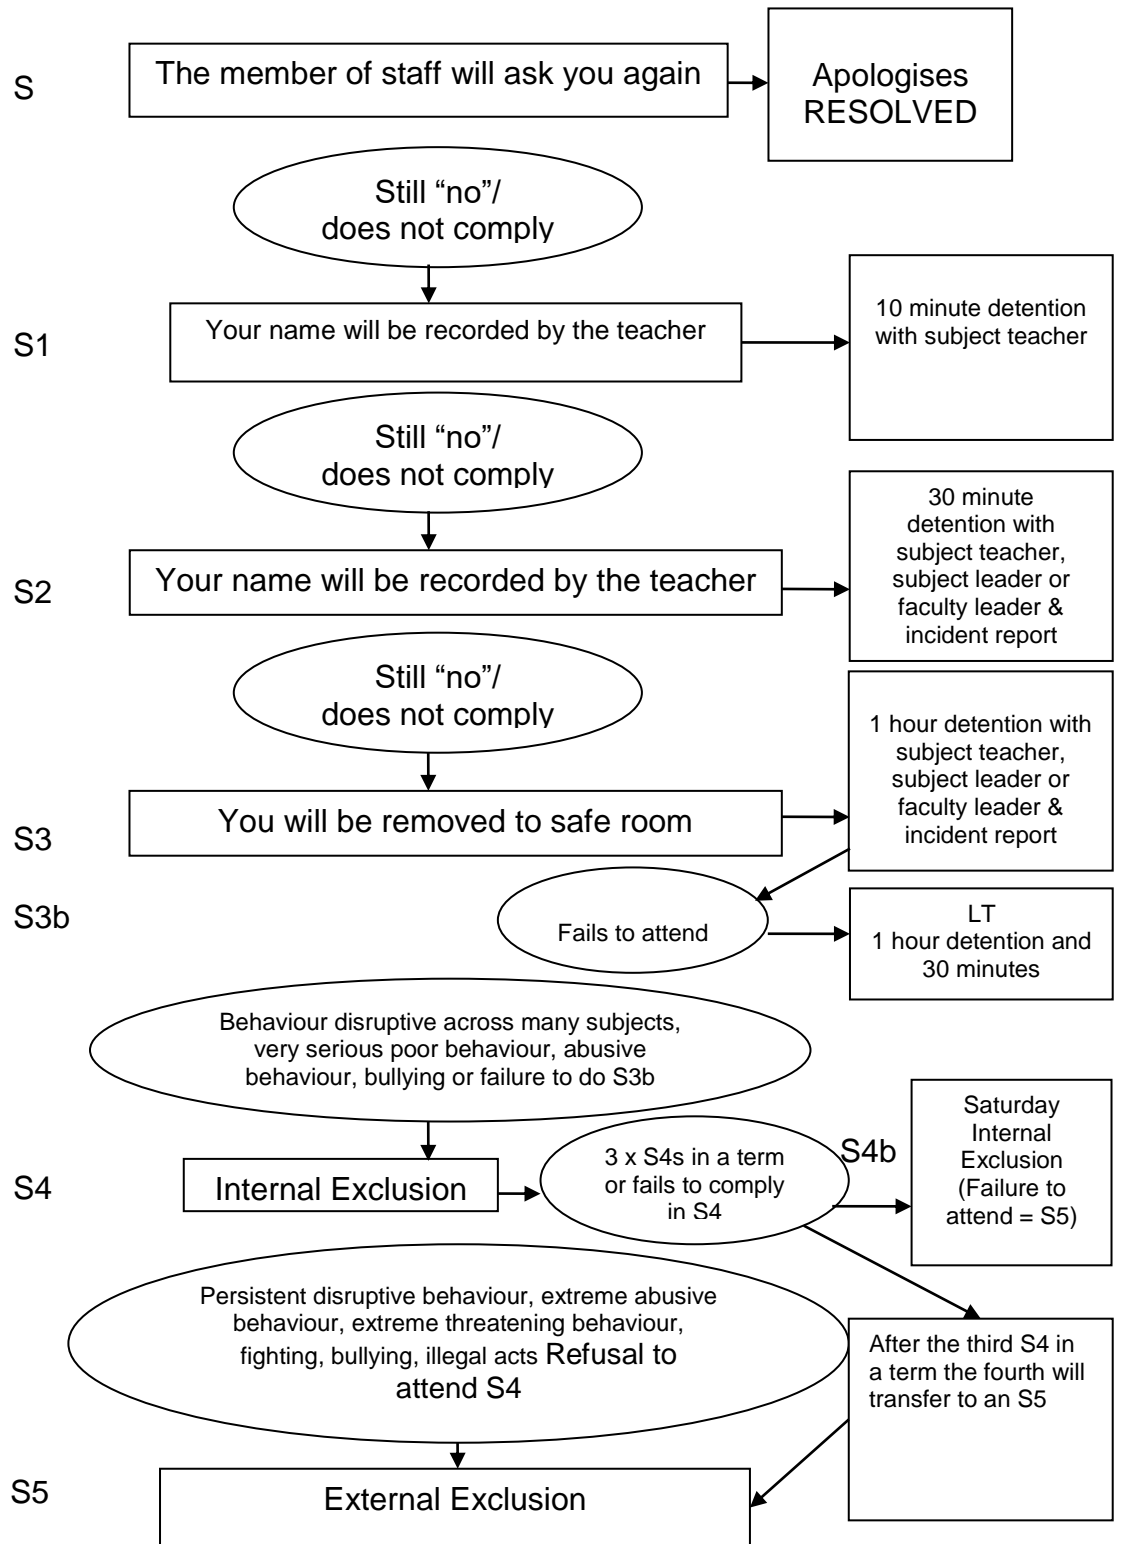 S
The member of staff will ask you again
Apologises
RESOLVED
Still “no”/
does not comply
S1
Your name will be recorded by the teacher
10 minute detention
with subject teacher
Still “no”/
does not comply
S2
Your name will be recorded by the teacher
30 minute
detention with
subject teacher,
subject leader or
faculty leader &
incident report
Still “no”/
does not comply
S3
You will be removed to safe room
1 hour detention with
subject teacher,
subject leader or
faculty leader &
incident report
S3b
Fails to attend
LT
1 hour detention and
30 minutes
Behaviour disruptive across many subjects,
very serious poor behaviour, abusive
behaviour, bullying or failure to do S3b
S4
Internal Exclusion
3 x S4s in a term
or fails to comply
in S4
S4b
Saturday
Internal
Exclusion
(Failure to
attend = S5)
Persistent disruptive behaviour, extreme abusive
behaviour, extreme threatening behaviour,
fighting, bullying, illegal acts Refusal to
attend S4
After the third S4 in
a term the fourth will
transfer to an S5
S5
External Exclusion